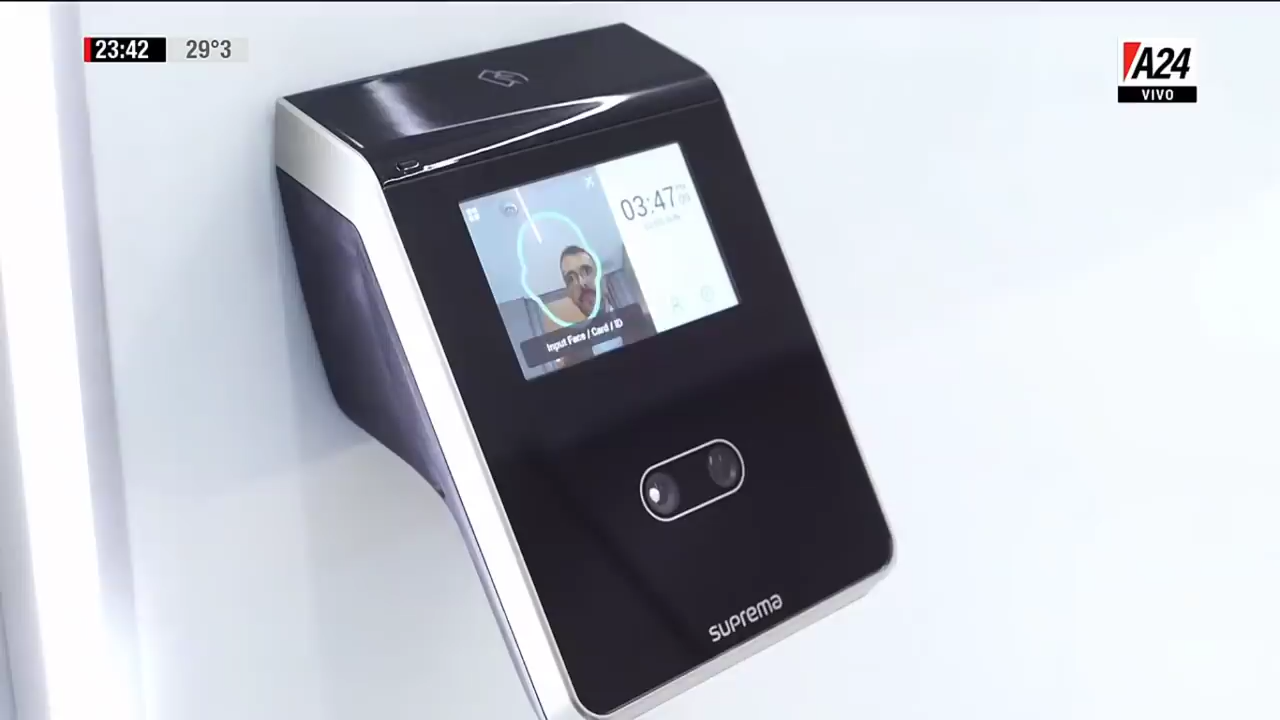 23:42 29°3
A24
VIVO
03:47
Input Face / Card / ID
suprema